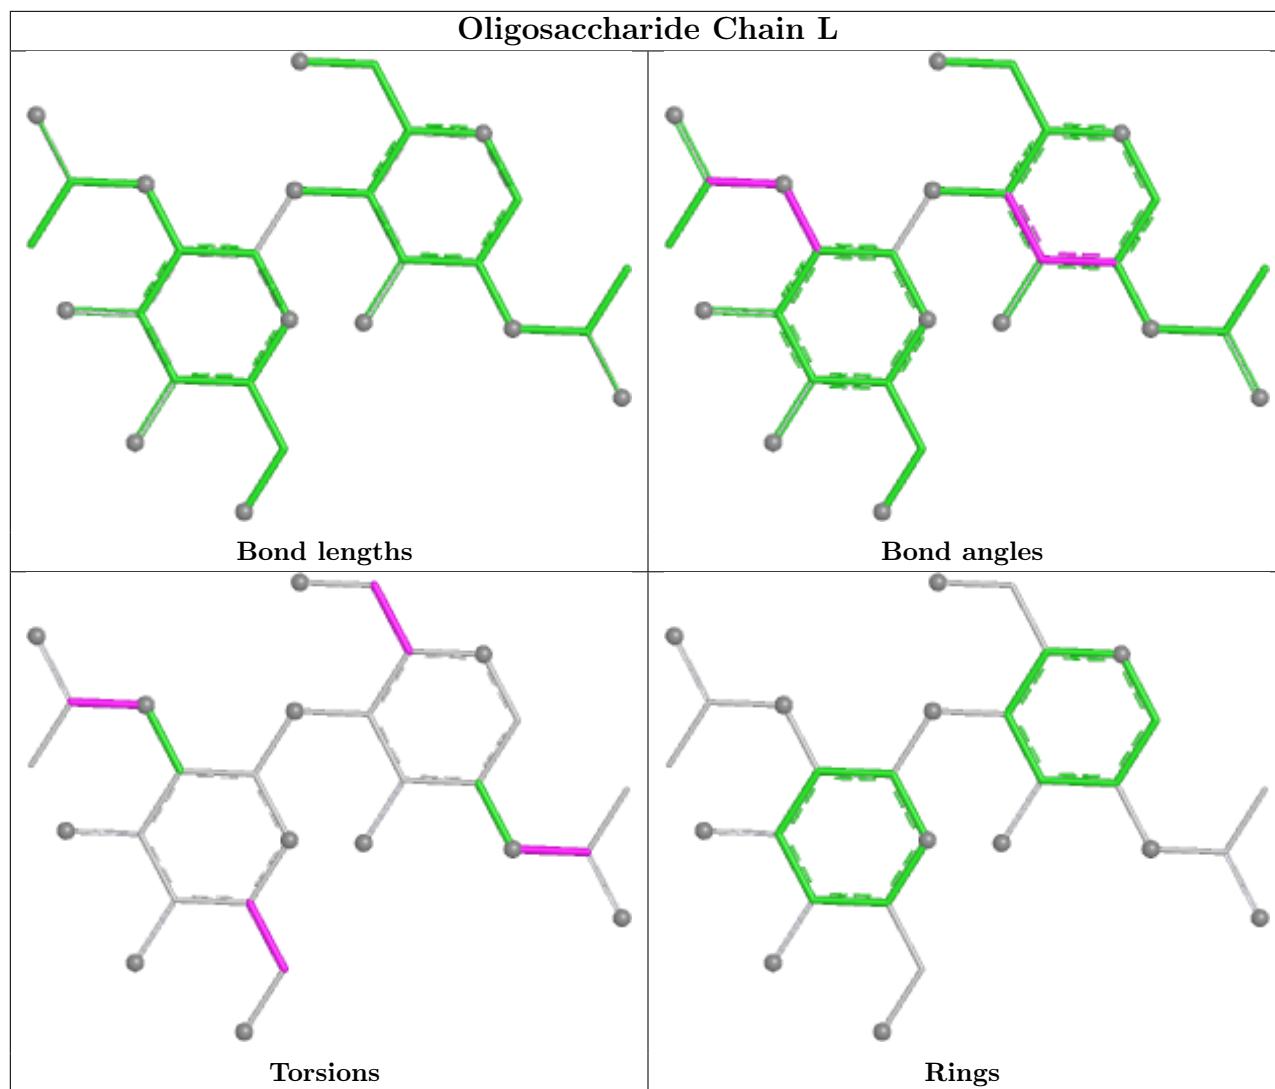 Oligosaccharide Chain L
Bond lengths
Bond angles
Torsions
Rings